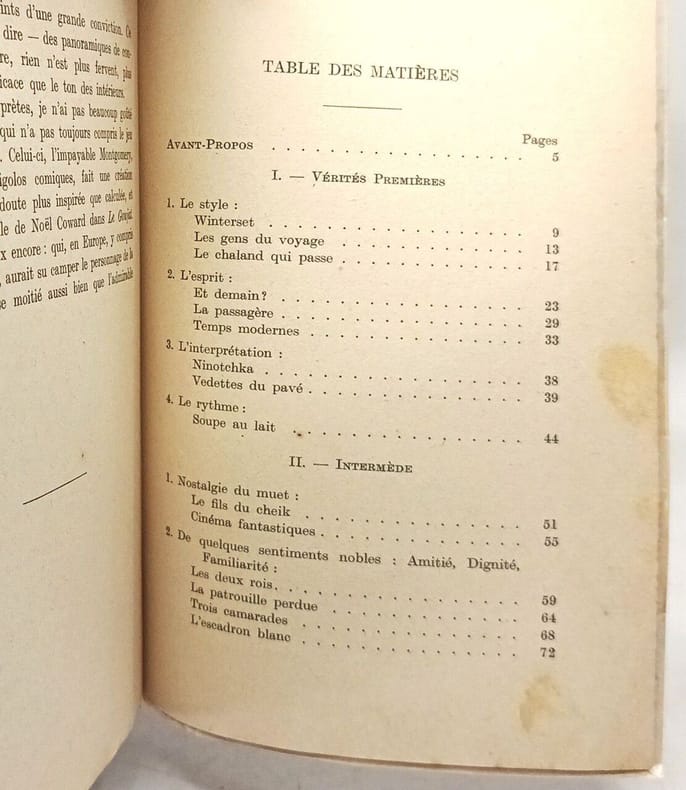 ints d'une grande conviction. Ce
dire — des panoramiques de con-
re, rien n'est plus fervent, plus
icace que le ton des intérieurs.
prètes, je n'ai pas beaucoup goûté
qui n'a pas toujours compris le jeu
. Celui-ci, l'impayable Montgomery,
igolos comiques, fait une création
doute plus inspirée que calculée, et
le de Noël Coward dans Le Goujat
x encore : qui, en Europe, y compris
, aurait su camper le personnage de la
e moitié aussi bien que l'admirable
TABLE DES MATIÈRES
Pages
AVANT-PROPOS . . . . . . . . . . . . . . . 5
I. — VÉRITÉS PREMIÈRES
1. Le style :
Winterset . . . . . . . . . . . . . . . 9
Les gens du voyage . . . . . . . . . . . 13
Le chaland qui passe . . . . . . . . . . 17
2. L'esprit :
Et demain ? . . . . . . . . . . . . . . 23
La passagère . . . . . . . . . . . . . . 29
Temps modernes . . . . . . . . . . . . 33
3. L'interprétation :
Ninotchka . . . . . . . . . . . . . . . 38
Vedettes du pavé . . . . . . . . . . . . 39
4. Le rythme :
Soupe au lait . . . . . . . . . . . . . 44
II. — INTERMÈDE
1. Nostalgie du muet :
Le fils du cheik . . . . . . . . . . . . 51
Cinéma fantastiques . . . . . . . . . . . 55
2. De quelques sentiments nobles : Amitié, Dignité,
Familiarité :
Les deux rois . . . . . . . . . . . . . 59
La patrouille perdue . . . . . . . . . . 64
Trois camarades . . . . . . . . . . . . 68
L'escadron blanc . . . . . . . . . . . . 72